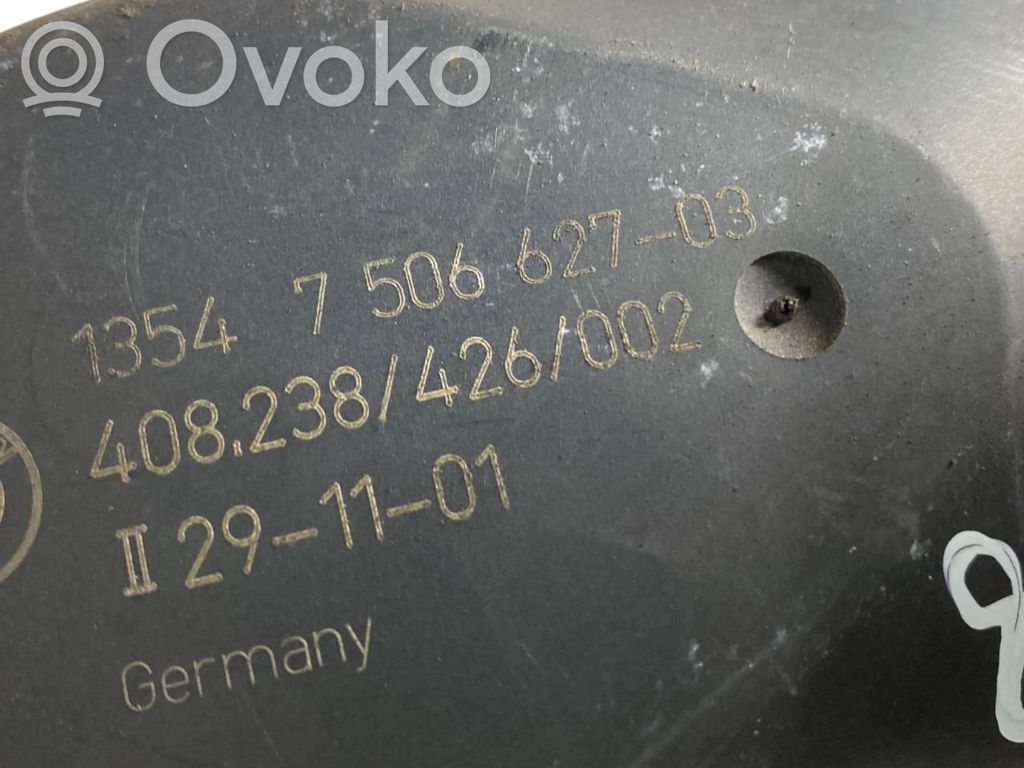 Ovoko
1354 7 506 627-03
408.238/426/002
II 29-11-01
Germany